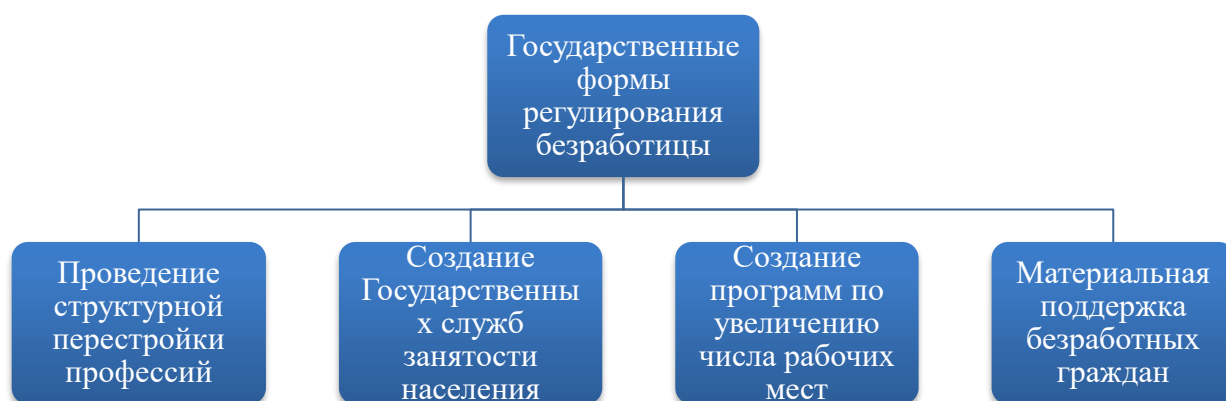 Государственные
формы
регулирования
безработицы
Проведение
структурной
перестройки
профессий
Создание
Государственны
х служб
занятости
населения
Создание
программ по
увеличению
числа рабочих
мест
Материальная
поддержка
безработных
граждан